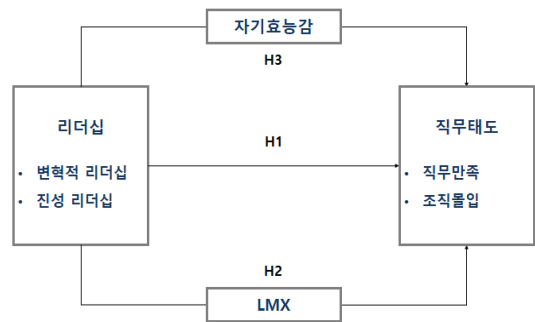 자기효능감
H3
리더십
• 변혁적 리더십
• 진성 리더십
H1
직무태도
• 직무만족
• 조직몰입
H2
LMX